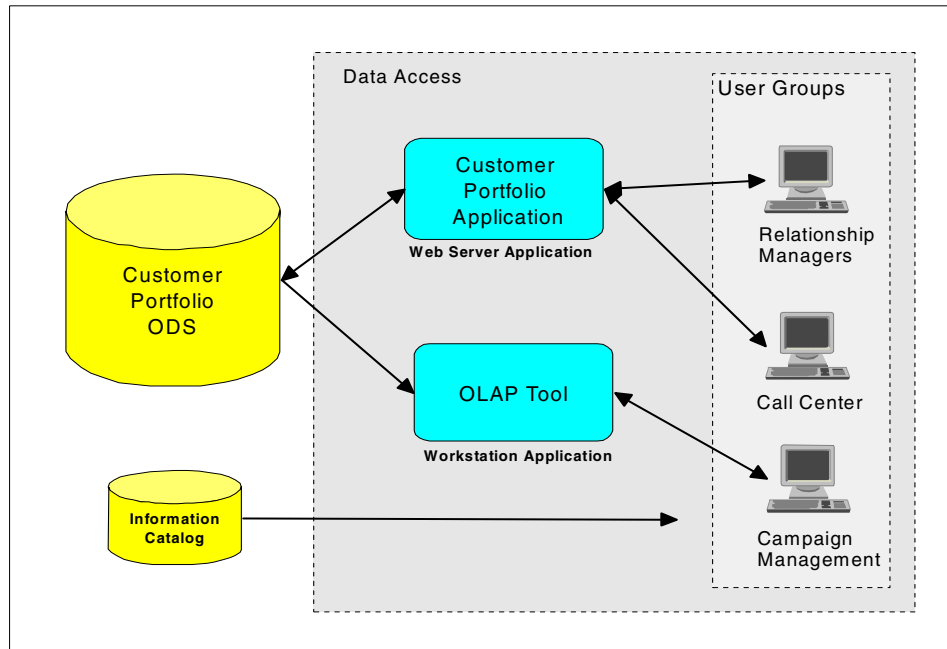 Data Access
User Groups
Customer
Portfolio
Application
Web Server Application
Relationship
Managers
Customer
Portfolio
ODS
OLAP Tool
Workstation Application
Call Center
Information
Catalog
Campaign
Management